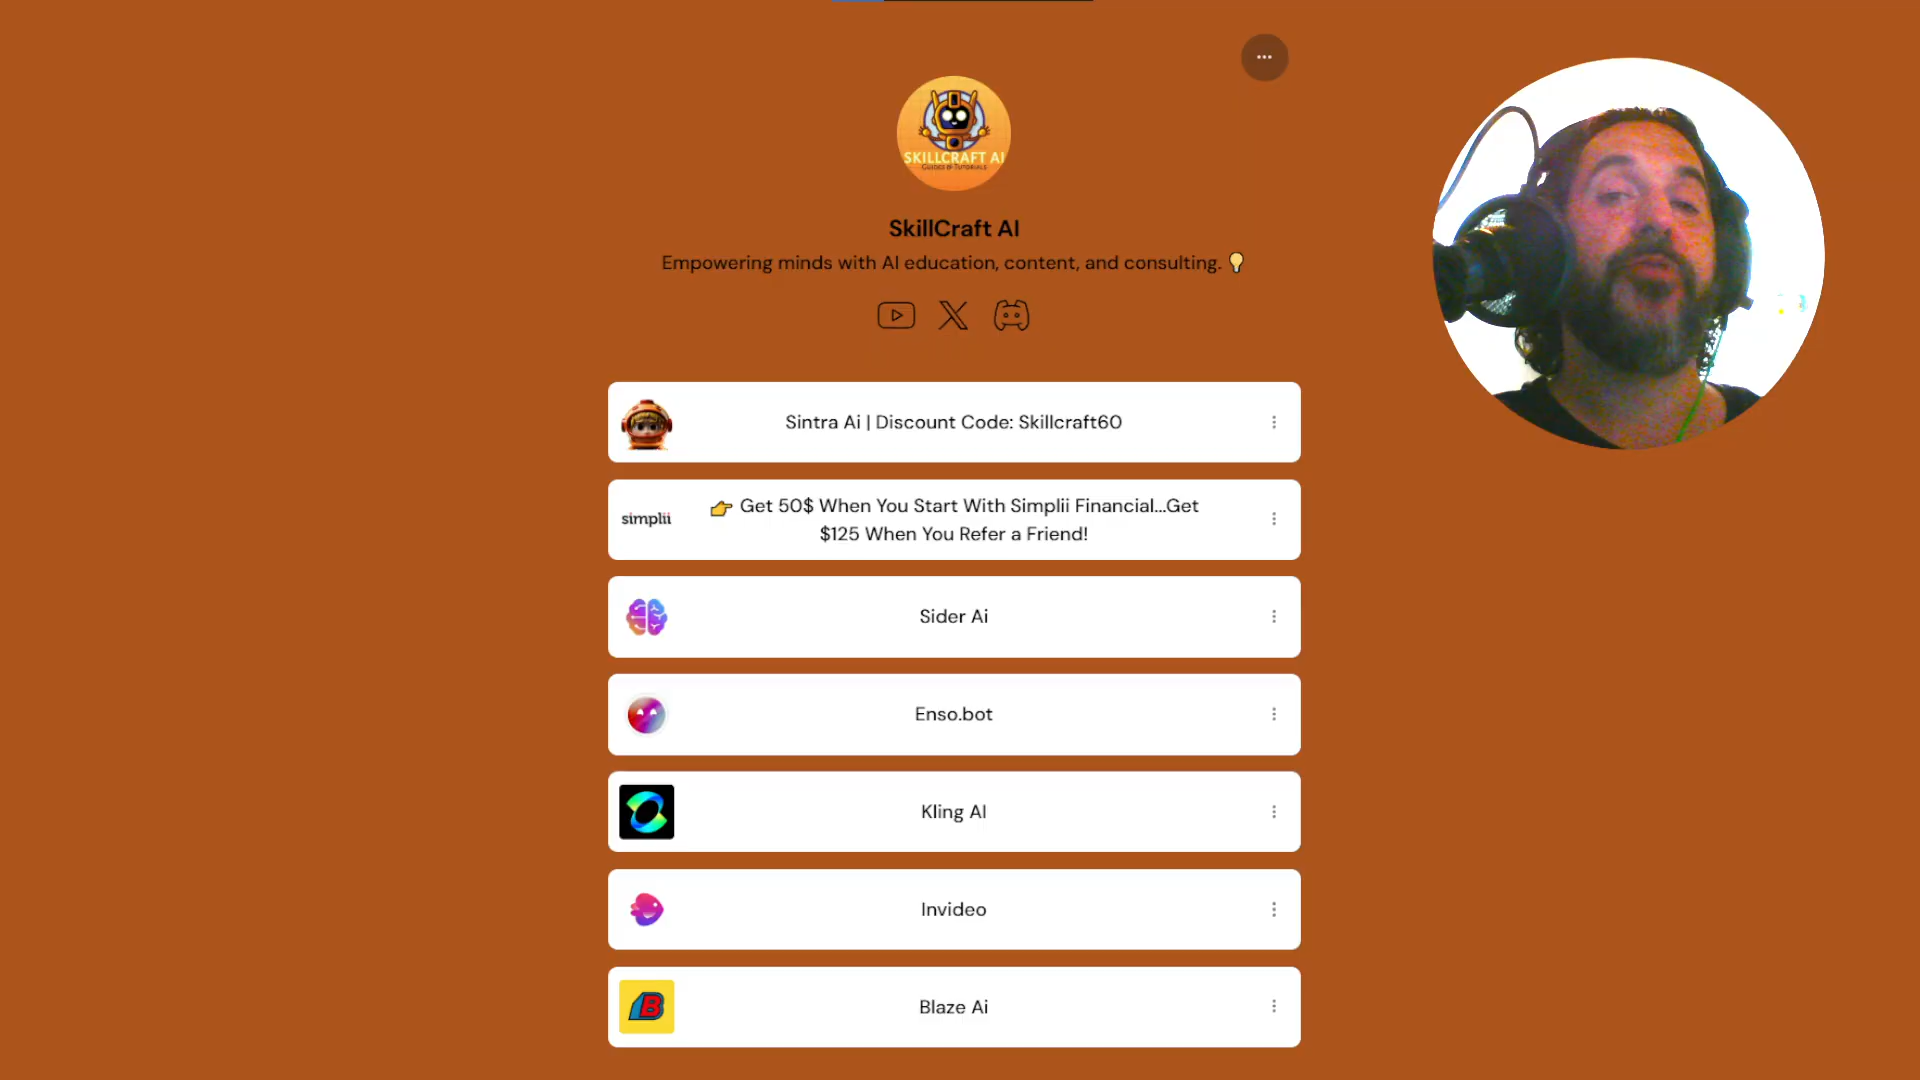 SKILLCRAFT AI
GUIDES & TUTORIALS
SkillCraft AI
Empowering minds with AI education, content, and consulting. 💡
Sintra Ai | Discount Code: Skillcraft60
simplii
👉 Get 50$ When You Start With Simplii Financial...Get
$125 When You Refer a Friend!
Sider Ai
Enso.bot
Kling AI
Invideo
B
Blaze Ai